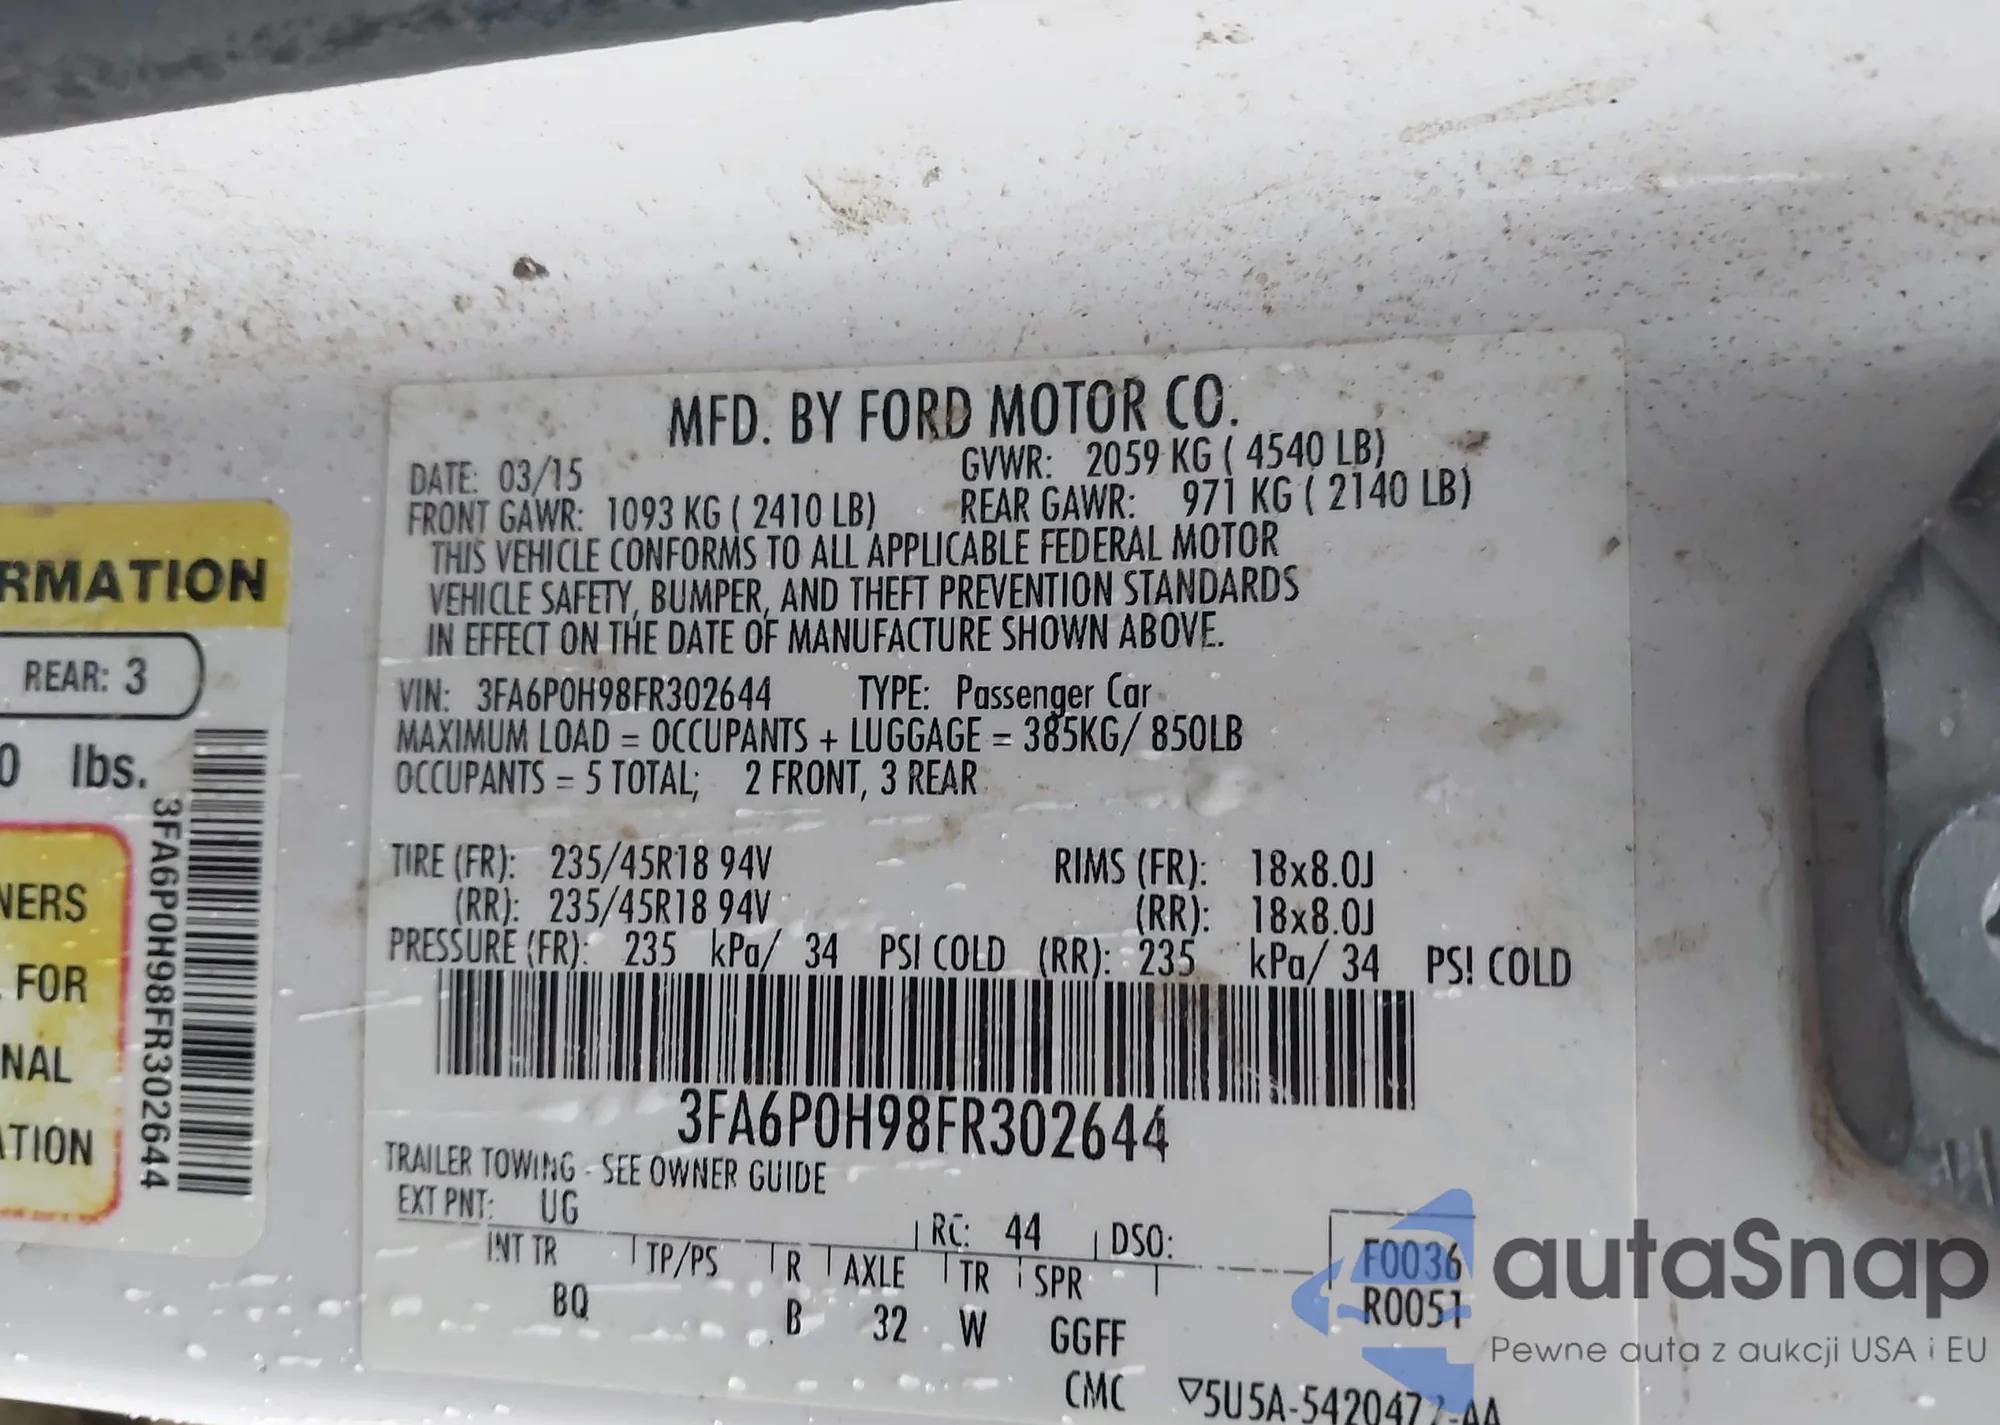 MFD. BY FORD MOTOR CO.
DATE: 03/15 GVWR: 2059 KG ( 4540 LB)
FRONT GAWR: 1093 KG ( 2410 LB) REAR GAWR: 971 KG ( 2140 LB)
THIS VEHICLE CONFORMS TO ALL APPLICABLE FEDERAL MOTOR
VEHICLE SAFETY, BUMPER, AND THEFT PREVENTION STANDARDS
IN EFFECT ON THE DATE OF MANUFACTURE SHOWN ABOVE.
VIN: 3FA6P0H98FR302644 TYPE: Passenger Car
MAXIMUM LOAD = OCCUPANTS + LUGGAGE = 385KG/ 850LB
OCCUPANTS = 5 TOTAL; 2 FRONT, 3 REAR
TIRE (FR): 235/45R18 94V RIMS (FR): 18x8.0J
(RR): 235/45R18 94V (RR): 18x8.0J
PRESSURE (FR): 235 kPa/ 34 PSI COLD (RR): 235 kPa/ 34 PSI COLD
3FA6P0H98FR302644
TRAILER TOWING - SEE OWNER GUIDE
EXT PNT: UG RC: 44 DSO:
INT TR TP/PS R AXLE TR SPR F0036
BQ B 32 W GGFF R0051
CMC ▽5U5A-5420472-AA
RMATION
REAR: 3
0 lbs.
3FA6P0H98FR302644
NERS
FOR
NAL
ATION
autaSnap
Pewne auta z aukcji USA i EU